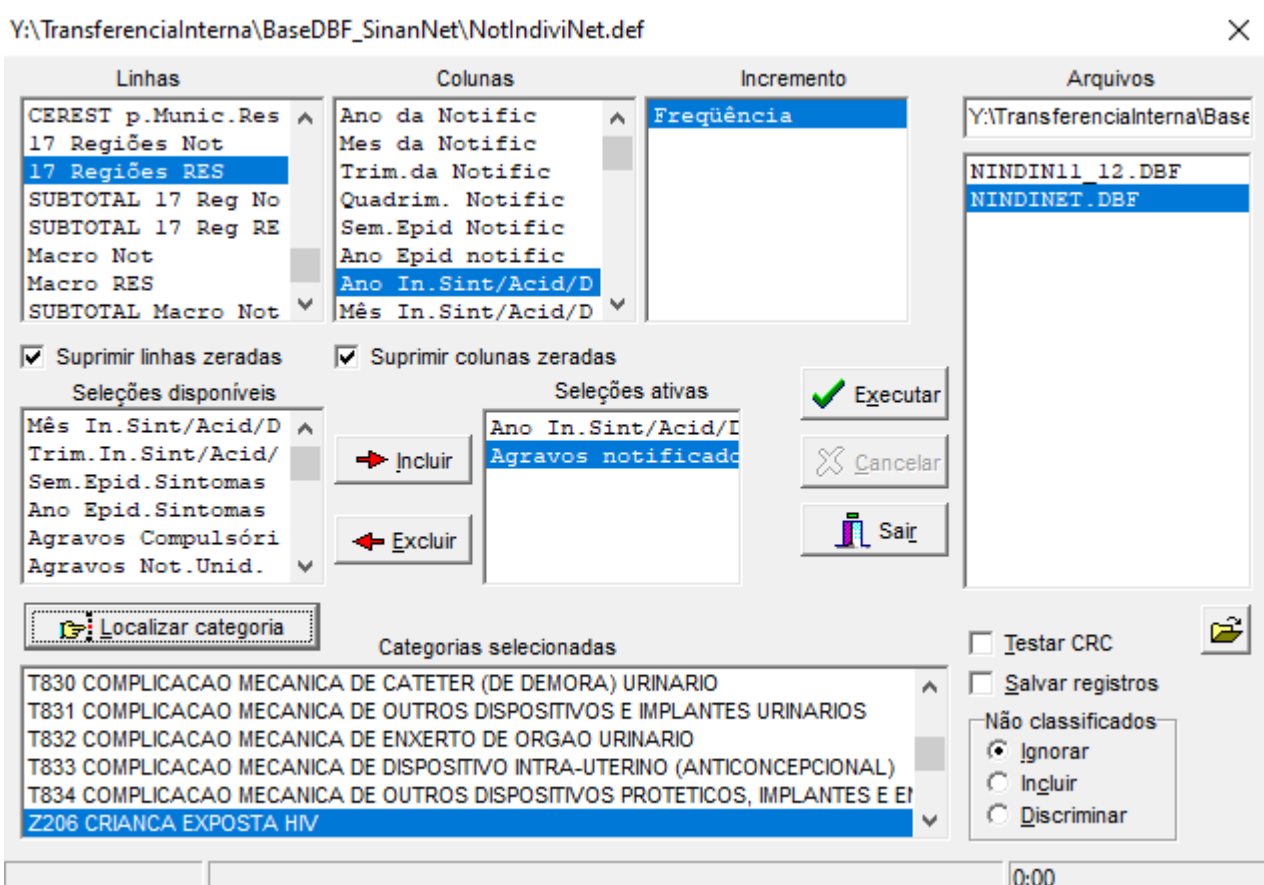 Y:\TransferenciaInterna\BaseDBF_SinanNet\NotIndiviNet.def
Linhas
CEREST p.Munic.Res
17 Regiões Not
17 Regiões RES
SUBTOTAL 17 Reg No
SUBTOTAL 17 Reg RE
Macro Not
Macro RES
SUBTOTAL Macro Not
Colunas
Ano da Notific
Mes da Notific
Trim.da Notific
Quadrim. Notific
Sem.Epid Notific
Ano Epid notific
Ano In.Sint/Acid/D
Mês In.Sint/Acid/D
Incremento
Freqüência
Arquivos
Y:\TransferenciaInterna\Base
NINDIN11_12.DBF
NINDINET.DBF
Suprimir linhas zeradas
Suprimir colunas zeradas
Seleções disponíveis
Mês In.Sint/Acid/D
Trim.In.Sint/Acid/
Sem.Epid.Sintomas
Ano Epid.Sintomas
Agravos Compulsóri
Agravos Not.Unid.
Incluir
Excluir
Seleções ativas
Ano In.Sint/Acid/D
Agravos notificado
Executar
Cancelar
Sair
Localizar categoria
Categorias selecionadas
T830 COMPLICACAO MECANICA DE CATETER (DE DEMORA) URINARIO
T831 COMPLICACAO MECANICA DE OUTROS DISPOSITIVOS E IMPLANTES URINARIOS
T832 COMPLICACAO MECANICA DE ENXERTO DE ORGAO URINARIO
T833 COMPLICACAO MECANICA DE DISPOSITIVO INTRA-UTERINO (ANTICONCEPCIONAL)
T834 COMPLICACAO MECANICA DE OUTROS DISPOSITIVOS PROTETICOS, IMPLANTES E
Z206 CRIANCA EXPOSTA HIV
Testar CRC
Salvar registros
Não classificados
Ignorar
Incluir
Discriminar
0:00